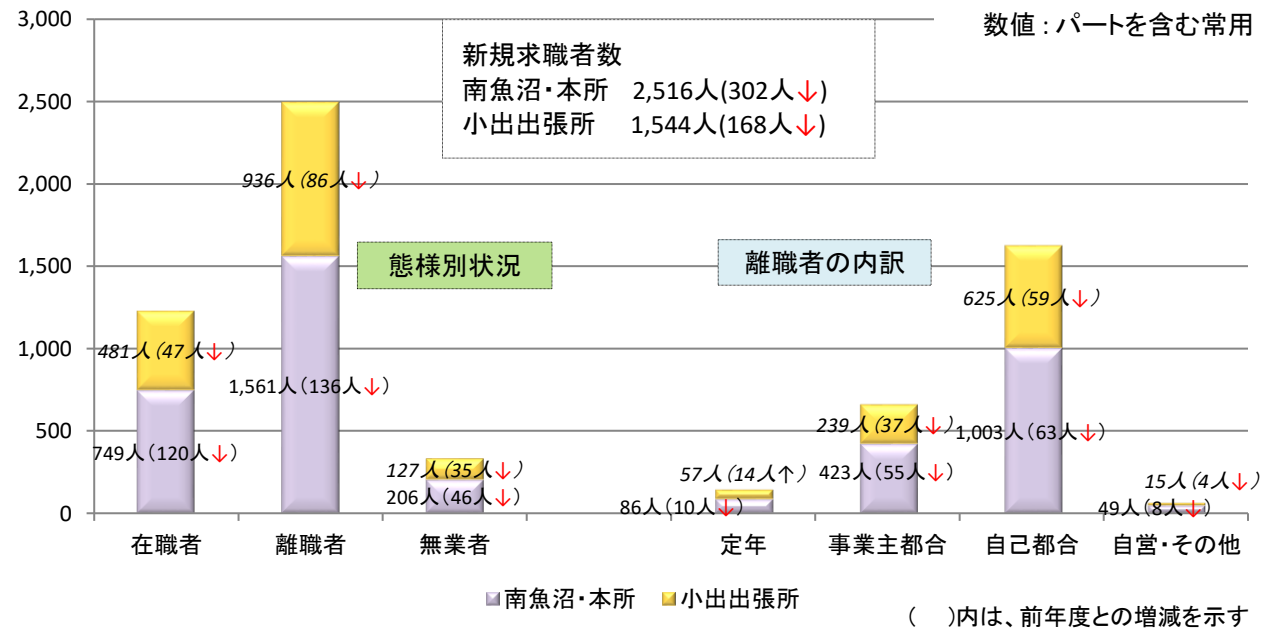 数値：パートを含む常用
新規求職者数
南魚沼・本所 2,516人(302人↓)
小出出張所 1,544人(168人↓)
3,000
2,500
2,000
1,500
1,000
500
0
態様別状況
離職者の内訳
481人（47人↓）
749人（120人↓）
936人（86人↓）
1,561人（136人↓）
127人（35人↓）
206人（46人↓）
57人（14人↑）
86人（10人↓）
239人（37人↓）
423人（55人↓）
625人（59人↓）
1,003人（63人↓）
15人（4人↓）
49人（8人↓）
在職者
離職者
無業者
定年
事業主都合
自己都合
自営・その他
南魚沼・本所
小出出張所
（ )内は、前年度との増減を示す